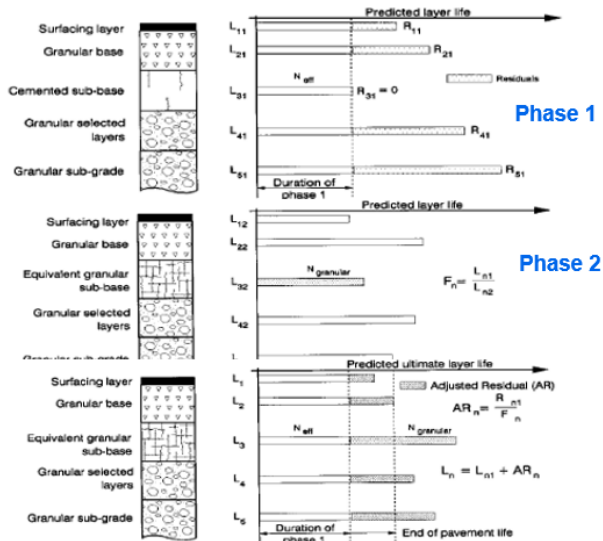 Predicted layer life
Surfacing layer
L11
R11
Granular base
L21
R21
Neff
Residuals
Cemented sub-base
L31
R31 = 0
Phase 1
Granular selected
layers
L41
R41
Granular sub-grade
L51
R51
Duration of
phase 1
Predicted layer life
Surfacing layer
L12
Granular base
L22
Phase 2
Equivalent granular
sub-base
L32
Ngranular
Fn = Ln1 / Ln2
Granular selected
layers
L42
Granular sub-grade
L
Predicted ultimate layer life
Surfacing layer
L1
Adjusted Residual (AR)
Granular base
L2
ARn = Rn1 / Fn
Equivalent granular
sub-base
L3
Neff
Ngranular
Granular selected
layers
L4
Ln = Ln1 + ARn
Granular sub-grade
L5
Duration of
phase 1
End of pavement life